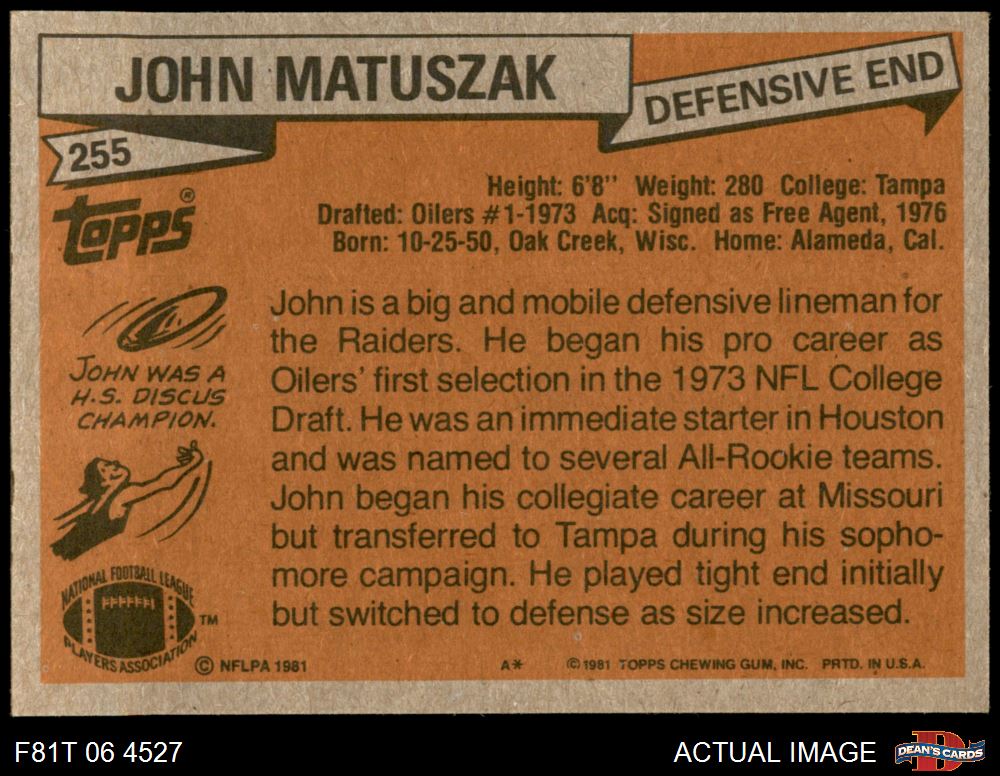 JOHN MATUSZAK
DEFENSIVE END
255
Topps®
Height: 6'8'' Weight: 280 College: Tampa
Drafted: Oilers #1-1973 Acq: Signed as Free Agent, 1976
Born: 10-25-50, Oak Creek, Wisc. Home: Alameda, Cal.
JOHN WAS A
H.S. DISCUS
CHAMPION.
John is a big and mobile defensive lineman for
the Raiders. He began his pro career as
Oilers' first selection in the 1973 NFL College
Draft. He was an immediate starter in Houston
and was named to several All-Rookie teams.
John began his collegiate career at Missouri
but transferred to Tampa during his sopho-
more campaign. He played tight end initially
but switched to defense as size increased.
NATIONAL FOOTBALL LEAGUE
PLAYERS ASSOCIATION
TM
© NFLPA 1981
A*
© 1981 TOPPS CHEWING GUM, INC. PRTD. IN U.S.A.
F81T 06 4527
ACTUAL IMAGE
D
DEAN'S CARDS